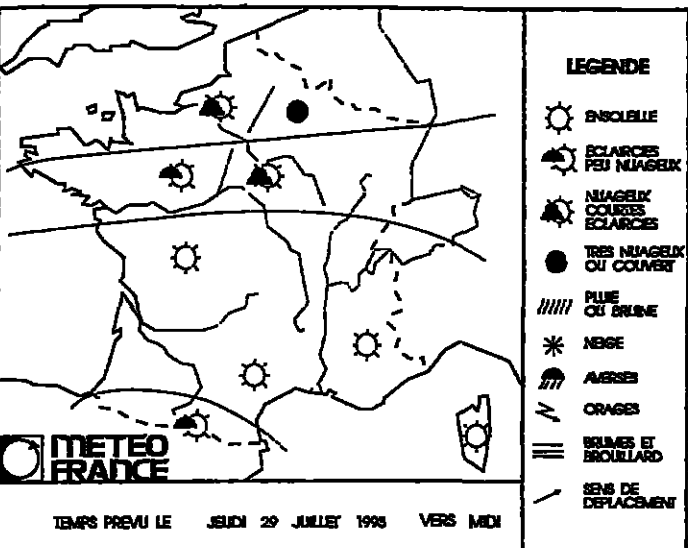 LEGENDE
ENSOLEILLE
ECLAIRCIES
PEU NUAGEUX
NUAGEUX
COURTES
ECLAIRCIES
TRES NUAGEUX
OU COUVERT
PLUIE
OU BRUINE
NEIGE
AVERSES
ORAGES
BRUMES ET
BROUILLARD
SENS DE
DEPLACEMENT
METEO
FRANCE
TEMPS PREVU LE JEUDI 29 JUILLET 1993 VERS MIDI